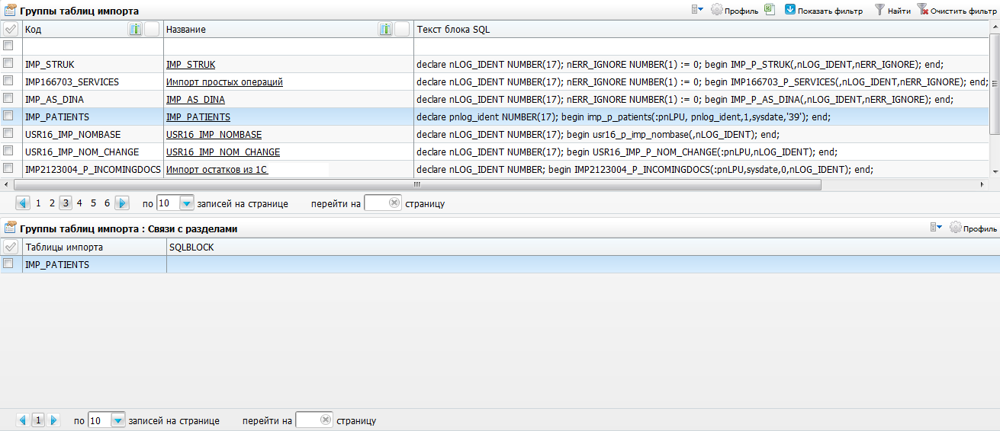 Группы таблиц импорта Профиль Показать фильтр Найти Очистить фильтр
Код Название Текст блока SQL
IMP_STRUK IMP_STRUK declare nLOG_IDENT NUMBER(17); nERR_IGNORE NUMBER(1) := 0; begin IMP_P_STRUK(,nLOG_IDENT,nERR_IGNORE); end;
IMP166703_SERVICES Импорт простых операций declare nLOG_IDENT NUMBER(17); nERR_IGNORE NUMBER(1) := 0; begin IMP166703_P_SERVICES(,nLOG_IDENT,nERR_IGNORE); end;
IMP_AS_DINA IMP_AS_DINA declare nLOG_IDENT NUMBER(17); nERR_IGNORE NUMBER(1) := 0; begin IMP_P_AS_DINA(,nLOG_IDENT,nERR_IGNORE); end;
IMP_PATIENTS IMP_PATIENTS declare pnlog_ident NUMBER(17); begin imp_p_patients(:pnLPU, pnlog_ident,1,sysdate,'39'); end;
USR16_IMP_NOMBASE USR16_IMP_NOMBASE declare nLOG_IDENT NUMBER(17); begin usr16_p_imp_nombase(,nLOG_IDENT); end;
USR16_IMP_NOM_CHANGE USR16_IMP_NOM_CHANGE declare nLOG_IDENT NUMBER(17); begin USR16_IMP_P_NOM_CHANGE(:pnLPU,nLOG_IDENT); end;
IMP2123004_P_INCOMINGDOCS Импорт остатков из 1С declare nLOG_IDENT NUMBER; begin IMP2123004_P_INCOMINGDOCS(:pnLPU,sysdate,0,nLOG_IDENT); end;
1 2 3 4 5 6 по 10 записей на странице перейти на страницу
Группы таблиц импорта : Связи с разделами Профиль
Таблицы импорта SQLBLOCK
IMP_PATIENTS
1 по 10 записей на странице перейти на страницу